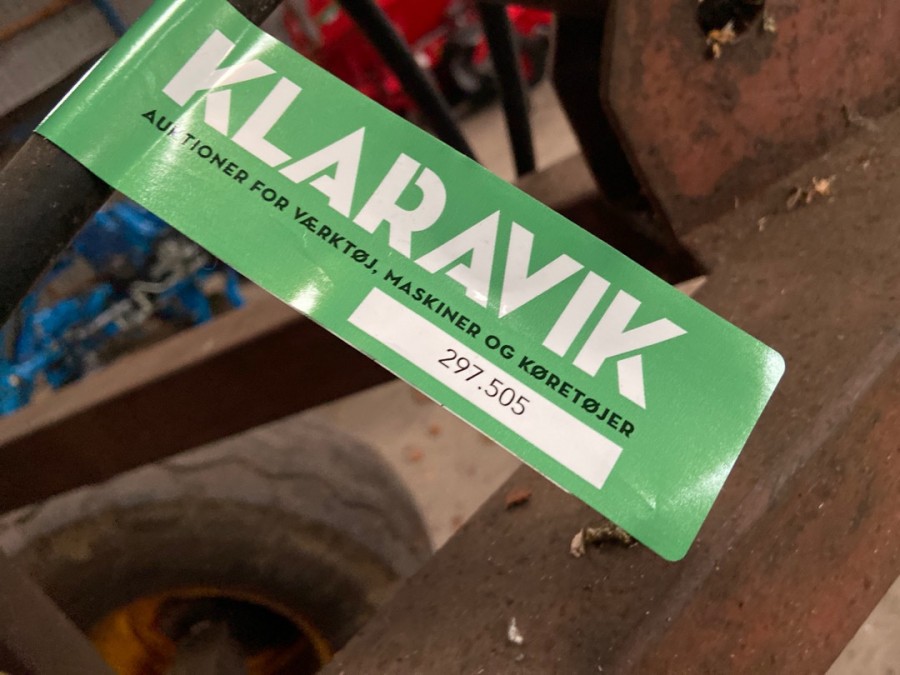 KLARAVIK
AUKTIONER FOR VÆRKTØJ, MASKINER OG KØRETØJER
297.505